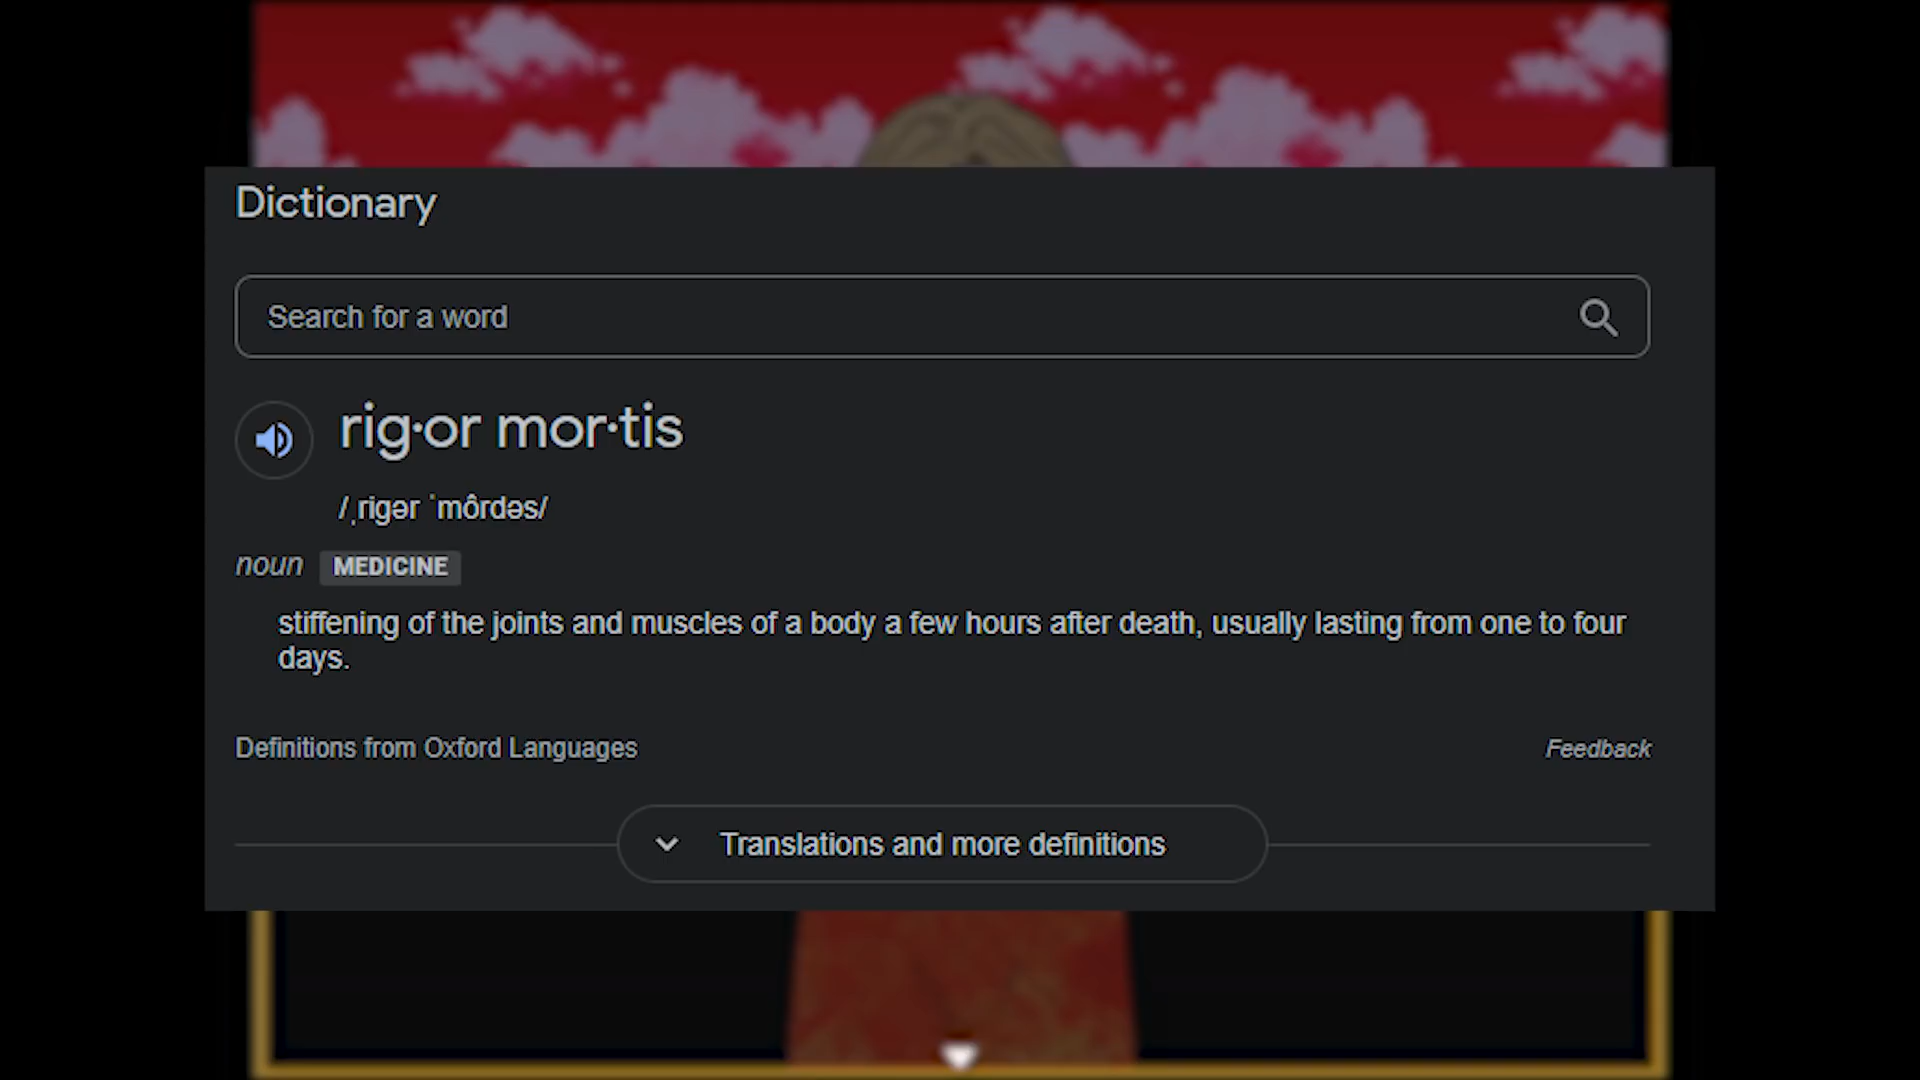 Dictionary
Search for a word
rig·or mor·tis
/ˌrigər ˈmôrdəs/
noun MEDICINE
stiffening of the joints and muscles of a body a few hours after death, usually lasting from one to four
days.
Definitions from Oxford Languages Feedback
Translations and more definitions